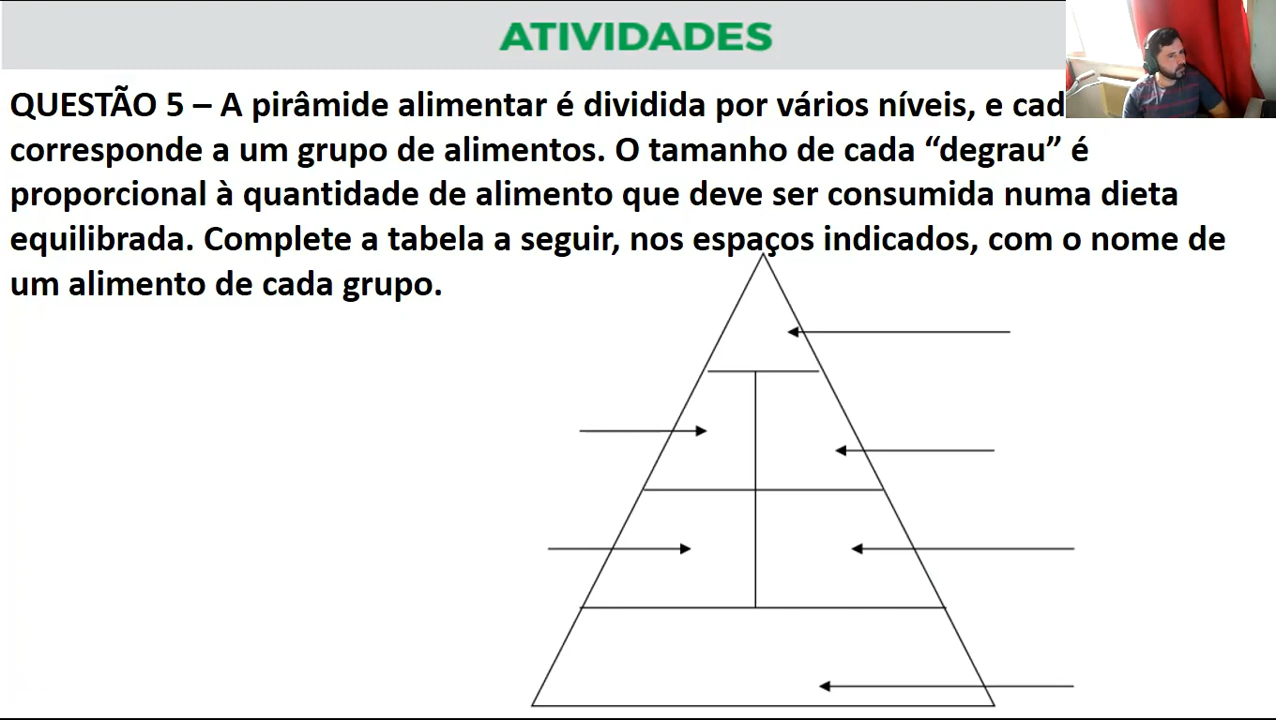 ATIVIDADES
QUESTÃO 5 – A pirâmide alimentar é dividida por vários níveis, e cad
corresponde a um grupo de alimentos. O tamanho de cada “degrau” é
proporcional à quantidade de alimento que deve ser consumida numa dieta
equilibrada. Complete a tabela a seguir, nos espaços indicados, com o nome de
um alimento de cada grupo.